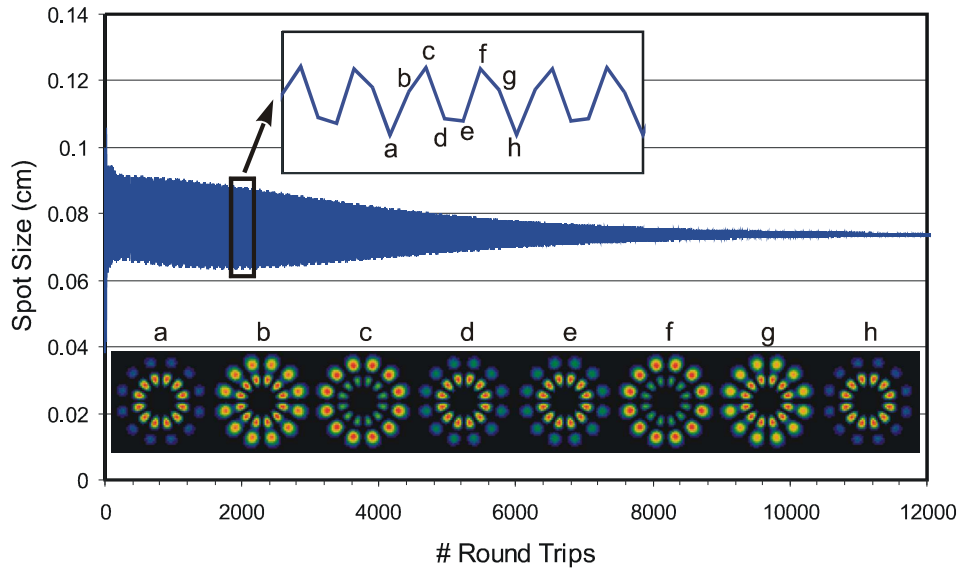 0.14
0.12
0.1
0.08
0.06
0.04
0.02
0
Spot Size (cm)
c f
b g
d e
a h
a b c d e f g h
0 2000 4000 6000 8000 10000 12000
# Round Trips